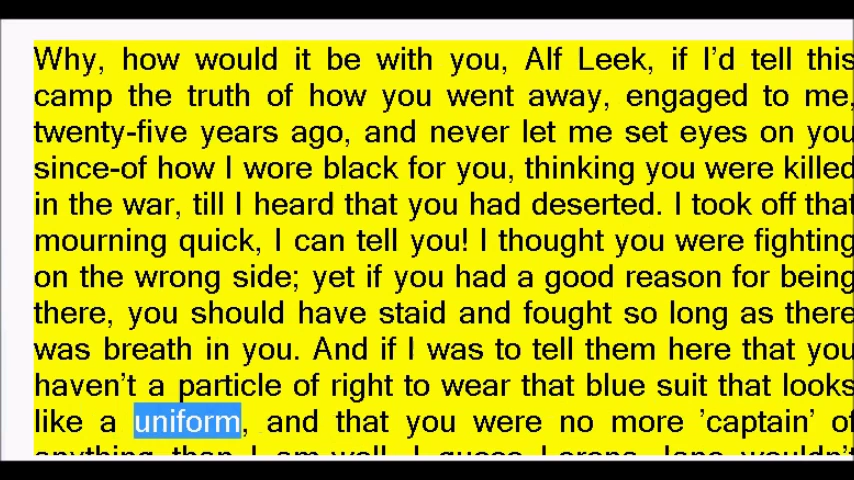 Why, how would it be with you, Alf Leek, if I’d tell this
camp the truth of how you went away, engaged to me,
twenty-five years ago, and never let me set eyes on you
since-of how I wore black for you, thinking you were killed
in the war, till I heard that you had deserted. I took off that
mourning quick, I can tell you! I thought you were fighting
on the wrong side; yet if you had a good reason for being
there, you should have staid and fought so long as there
was breath in you. And if I was to tell them here that you
haven’t a particle of right to wear that blue suit that looks
like a uniform, and that you were no more ’captain’ of
anything than I am well, I guess Lorena Jane wouldn’t